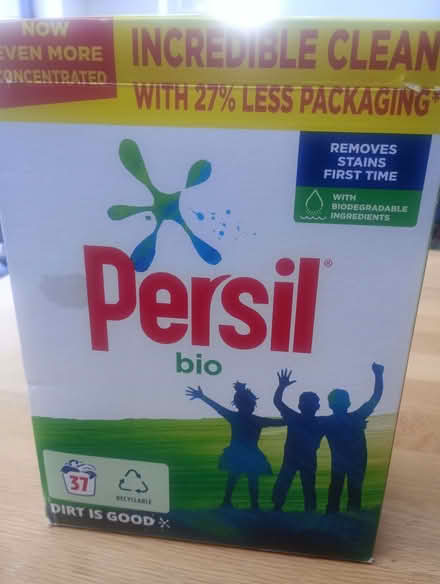 NOW
EVEN MORE
CONCENTRATED
INCREDIBLE CLEAN
WITH 27% LESS PACKAGING*
REMOVES
STAINS
FIRST TIME
WITH
BIODEGRADABLE
INGREDIENTS
Persil®
bio
37
RECYCLABLE
DIRT IS GOOD